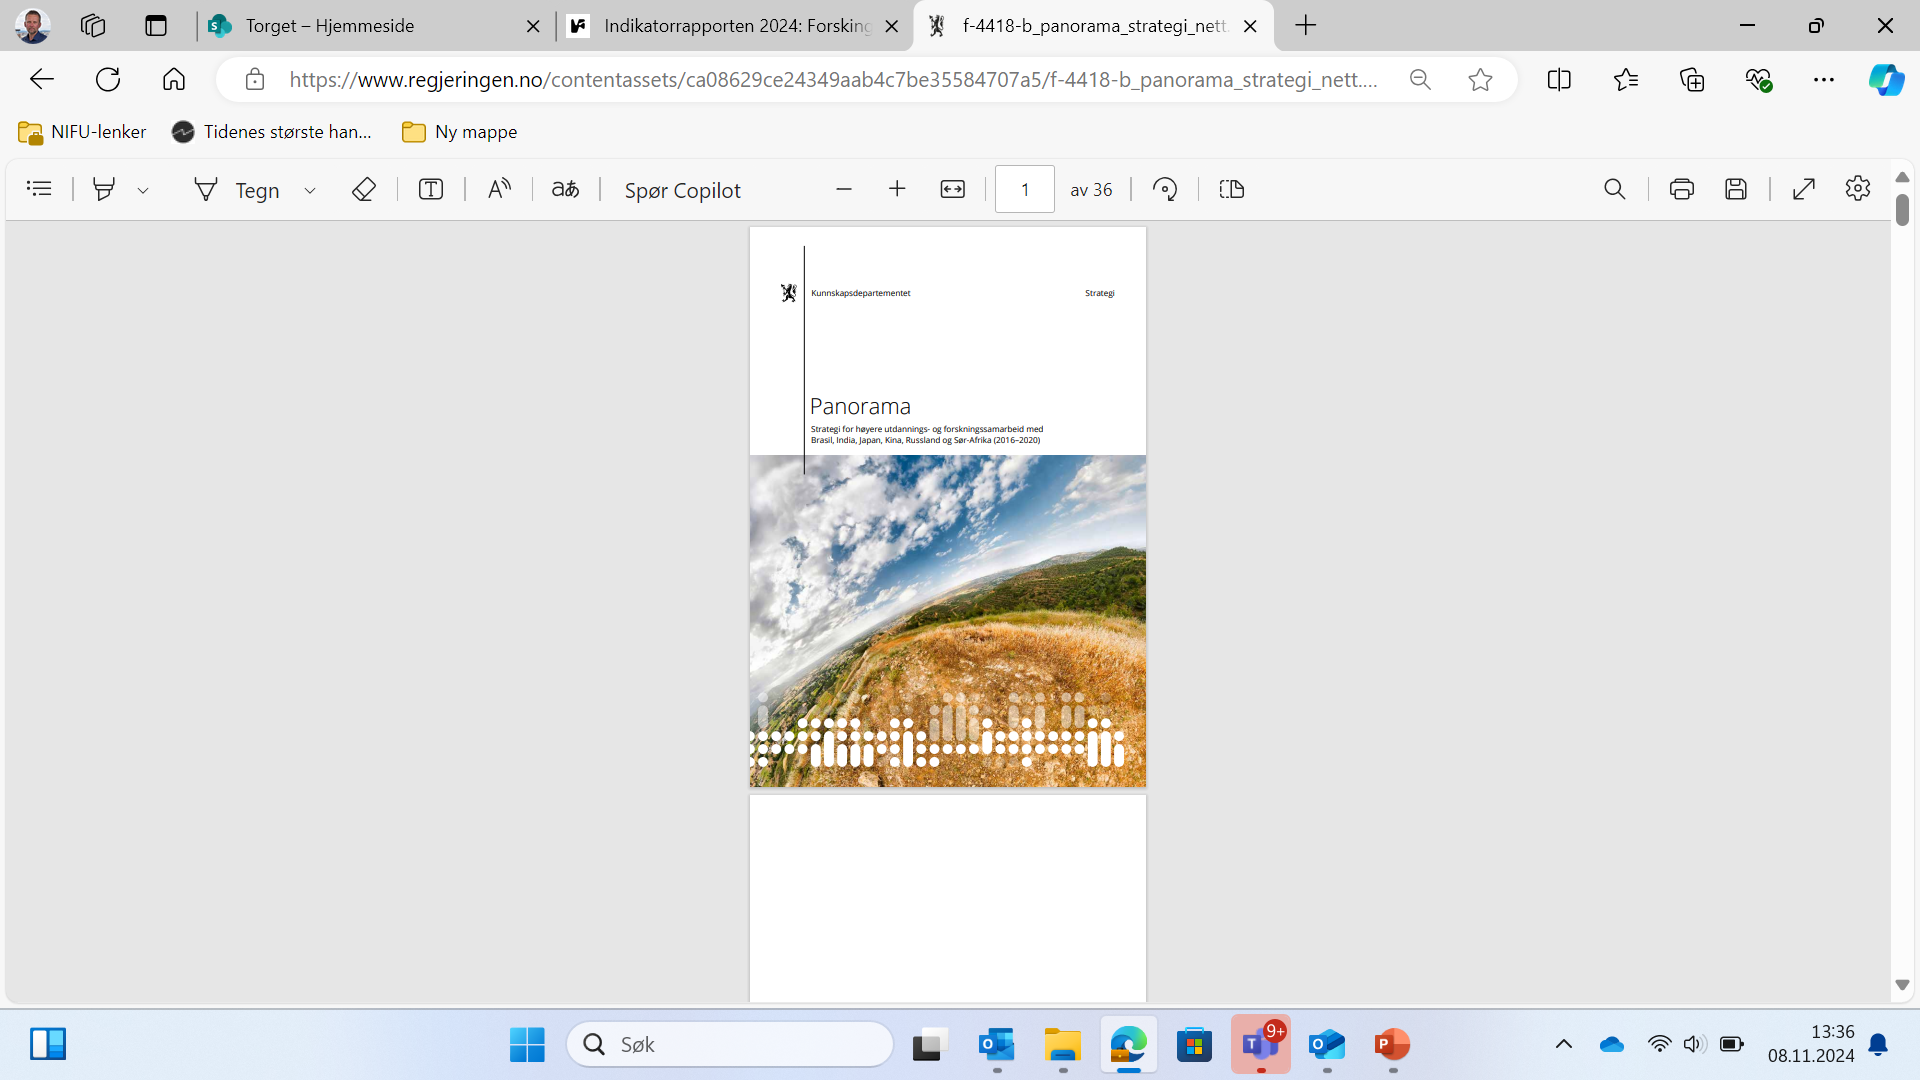 Torget – Hjemmeside
Indikatorrapporten 2024: Forsking
f-4418-b_panorama_strategi_nett.
https://www.regjeringen.no/contentassets/ca08629ce24349aab4c7be35584707a5/f-4418-b_panorama_strategi_nett....
NIFU-lenker
Tidenes største han...
Ny mappe
Tegn
aあ
Spør Copilot
1
av 36
Kunnskapsdepartementet
Strategi
Panorama
Strategi for høyere utdannings- og forskningssamarbeid med
Brasil, India, Japan, Kina, Russland og Sør-Afrika (2016–2020)
Søk
9+
13:36
08.11.2024